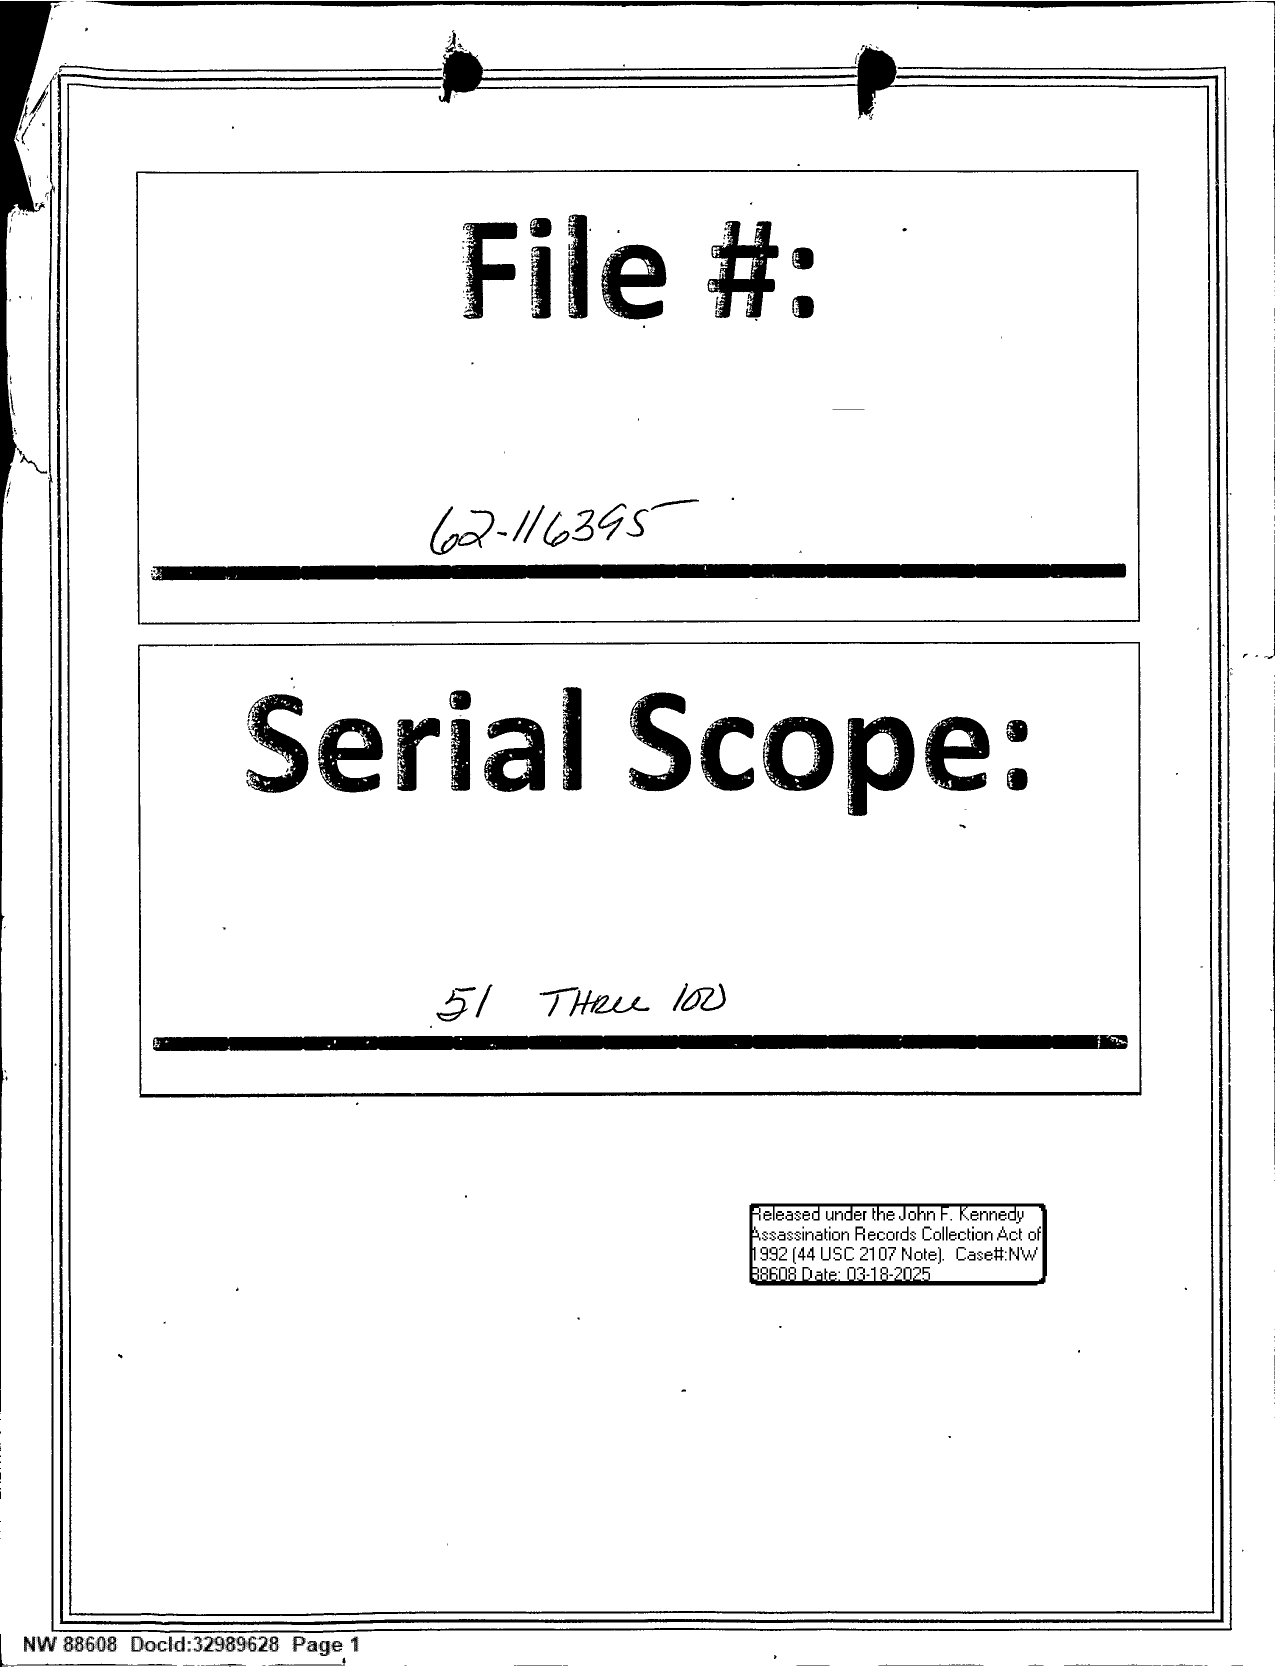 File #:
62-116395
Serial Scope:
51 THRU 100
Released under the John F. Kennedy
Assassination Records Collection Act of
1992 (44 USC 2107 Note). Case#:NW
88608 Date: 03-18-2025
NW 88608 DocId:32989628 Page 1